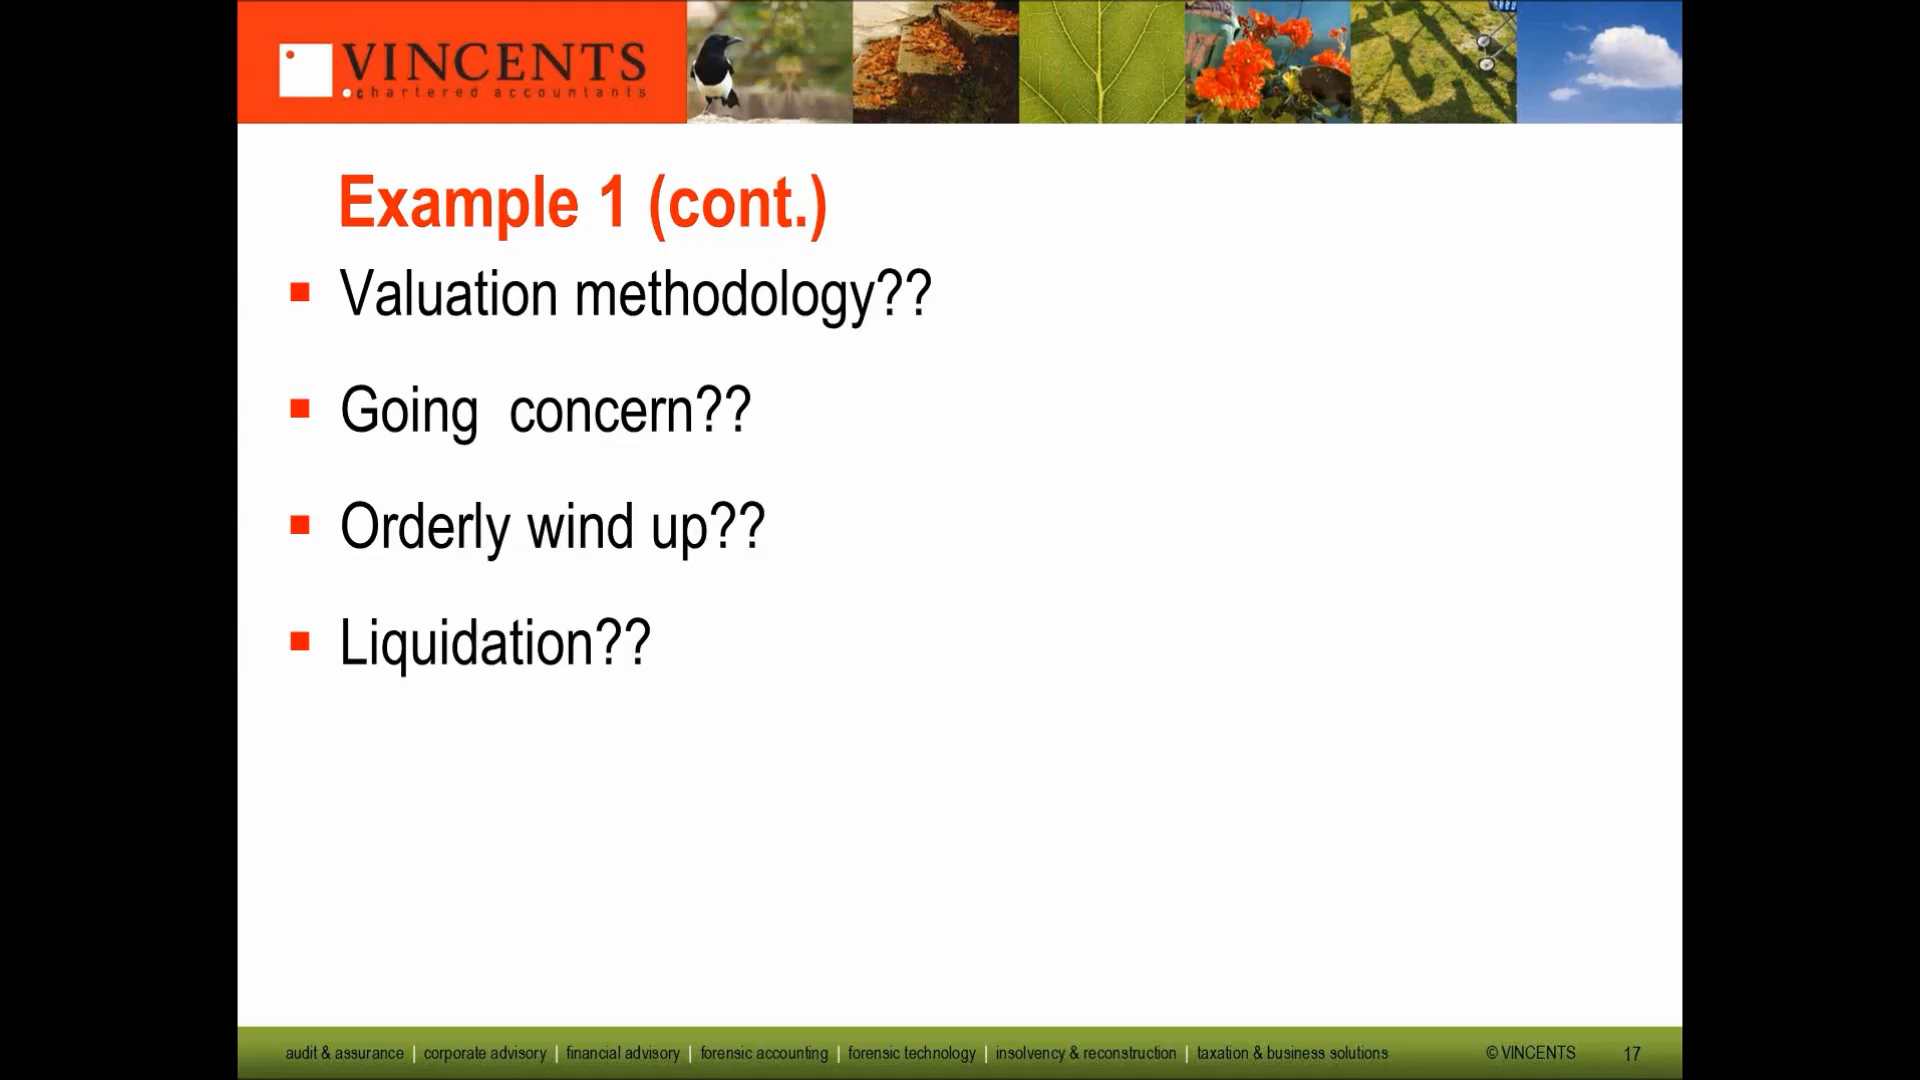 VINCENTS
chartered accountants
Example 1 (cont.)
Valuation methodology??
Going  concern??
Orderly wind up??
Liquidation??
audit & assurance | corporate advisory | financial advisory | forensic accounting | forensic technology | insolvency & reconstruction | taxation & business solutions © VINCENTS 17